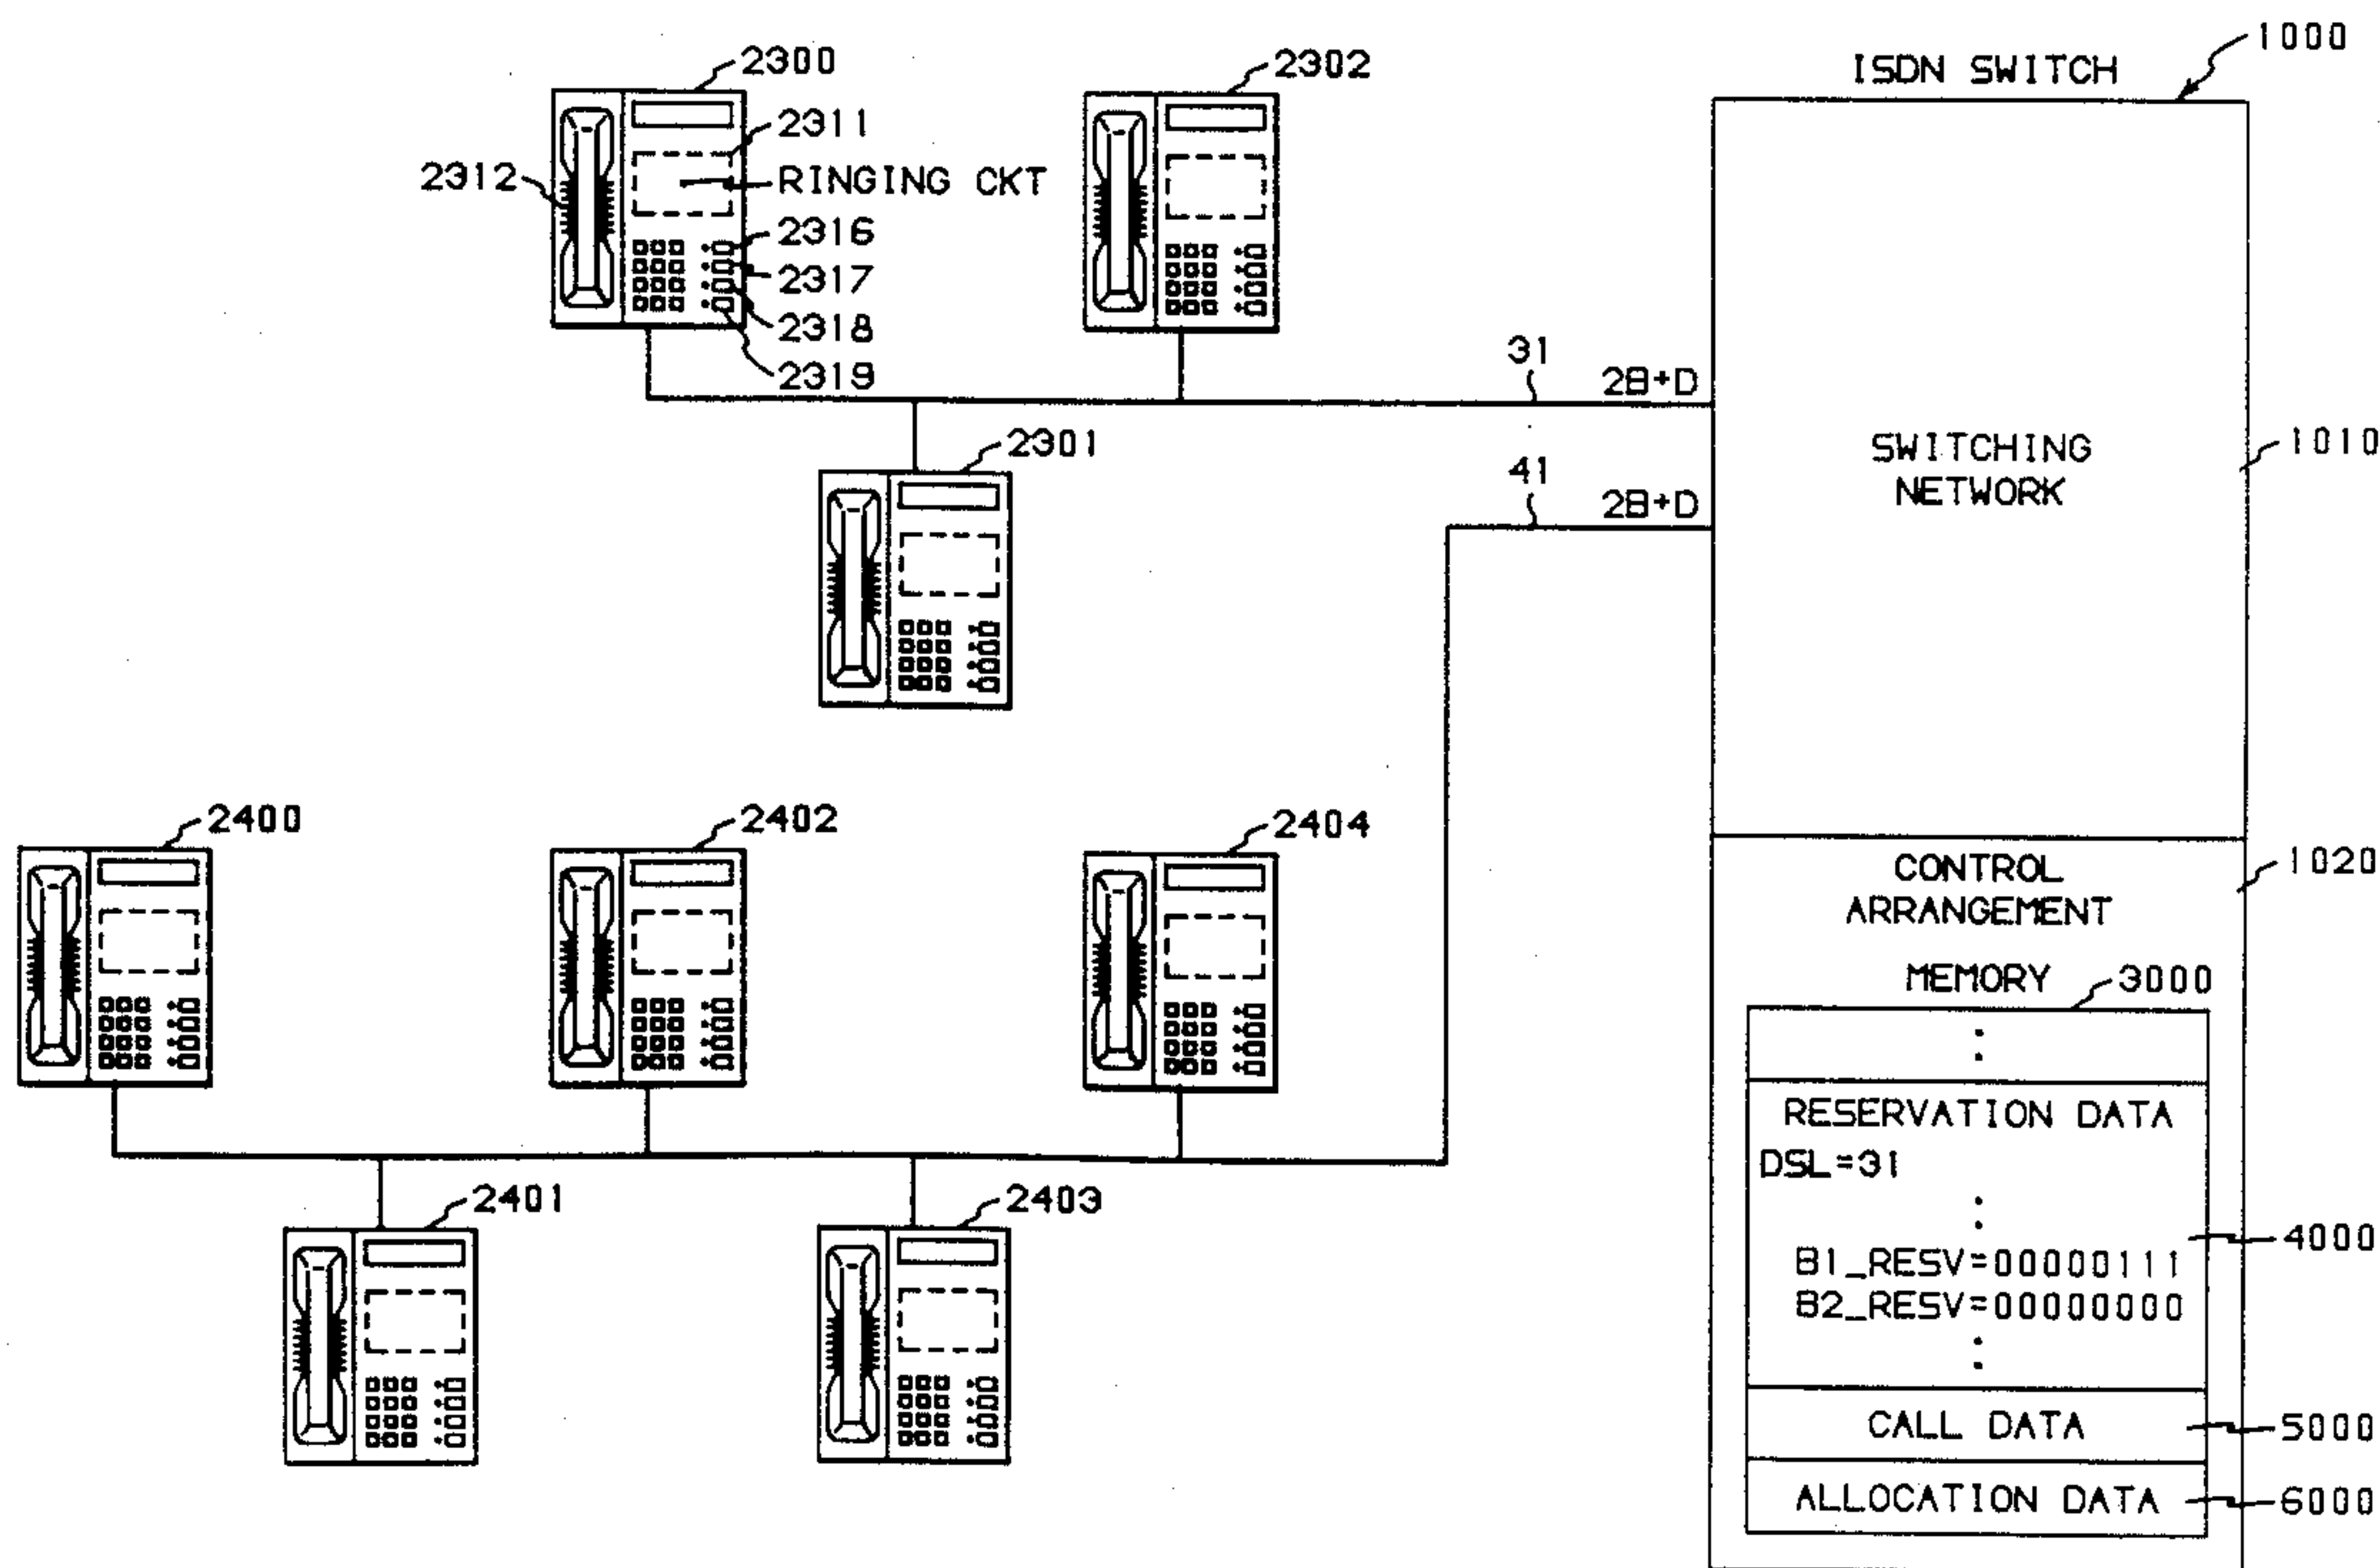 1000
ISDN SWITCH
2300
2302
2311
2312
RINGING CKT
2316
2317
2318
2319
31
2B+D
2301
41
2B+D
SWITCHING
NETWORK
1010
2400
2402
2404
CONTROL
ARRANGEMENT
1020
MEMORY
3000
RESERVATION DATA
DSL=31
B1_RESV=00000111
B2_RESV=00000000
4000
2401
2403
CALL DATA
5000
ALLOCATION DATA
6000